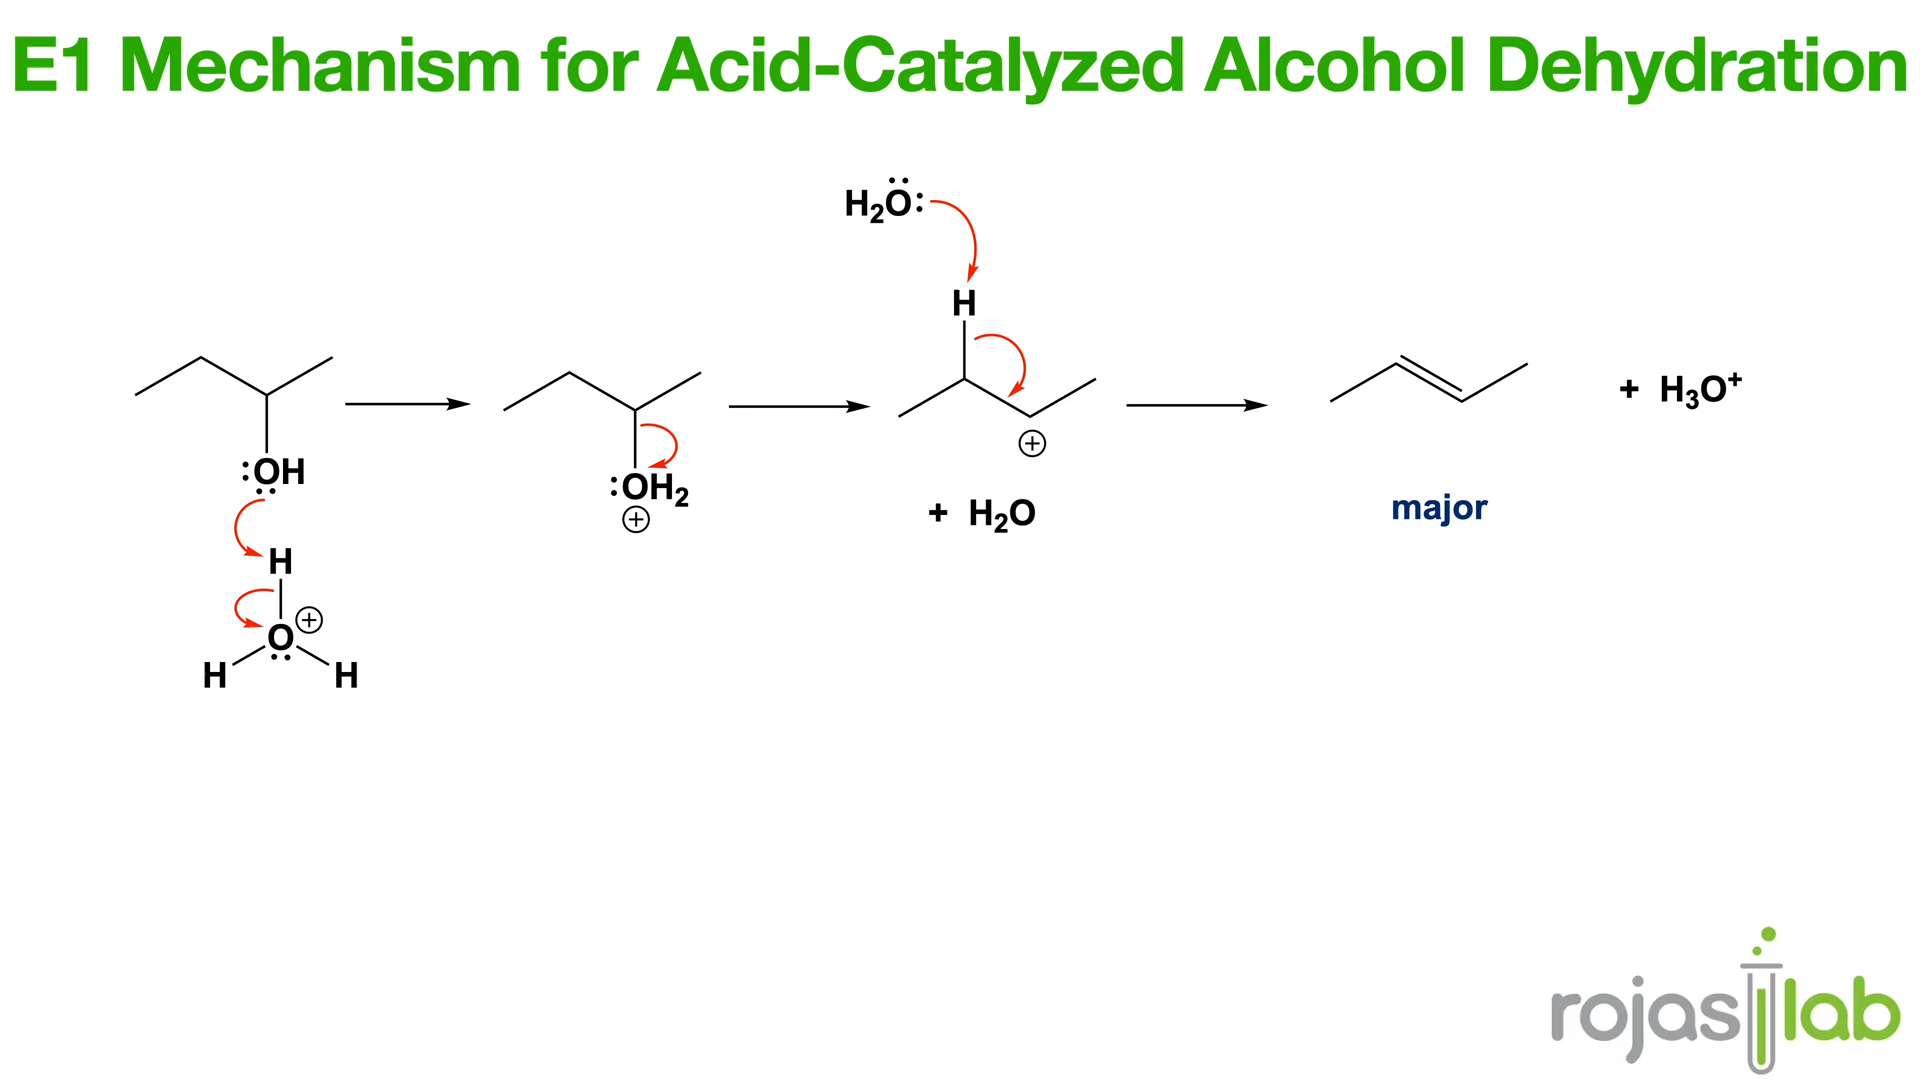 E1 Mechanism for Acid-Catalyzed Alcohol Dehydration
H₂O:
H
:OH
H
O ⊕
H H
:OH₂
⊕
⊕
+ H₂O
+ H₃O⁺
major
rojaslab